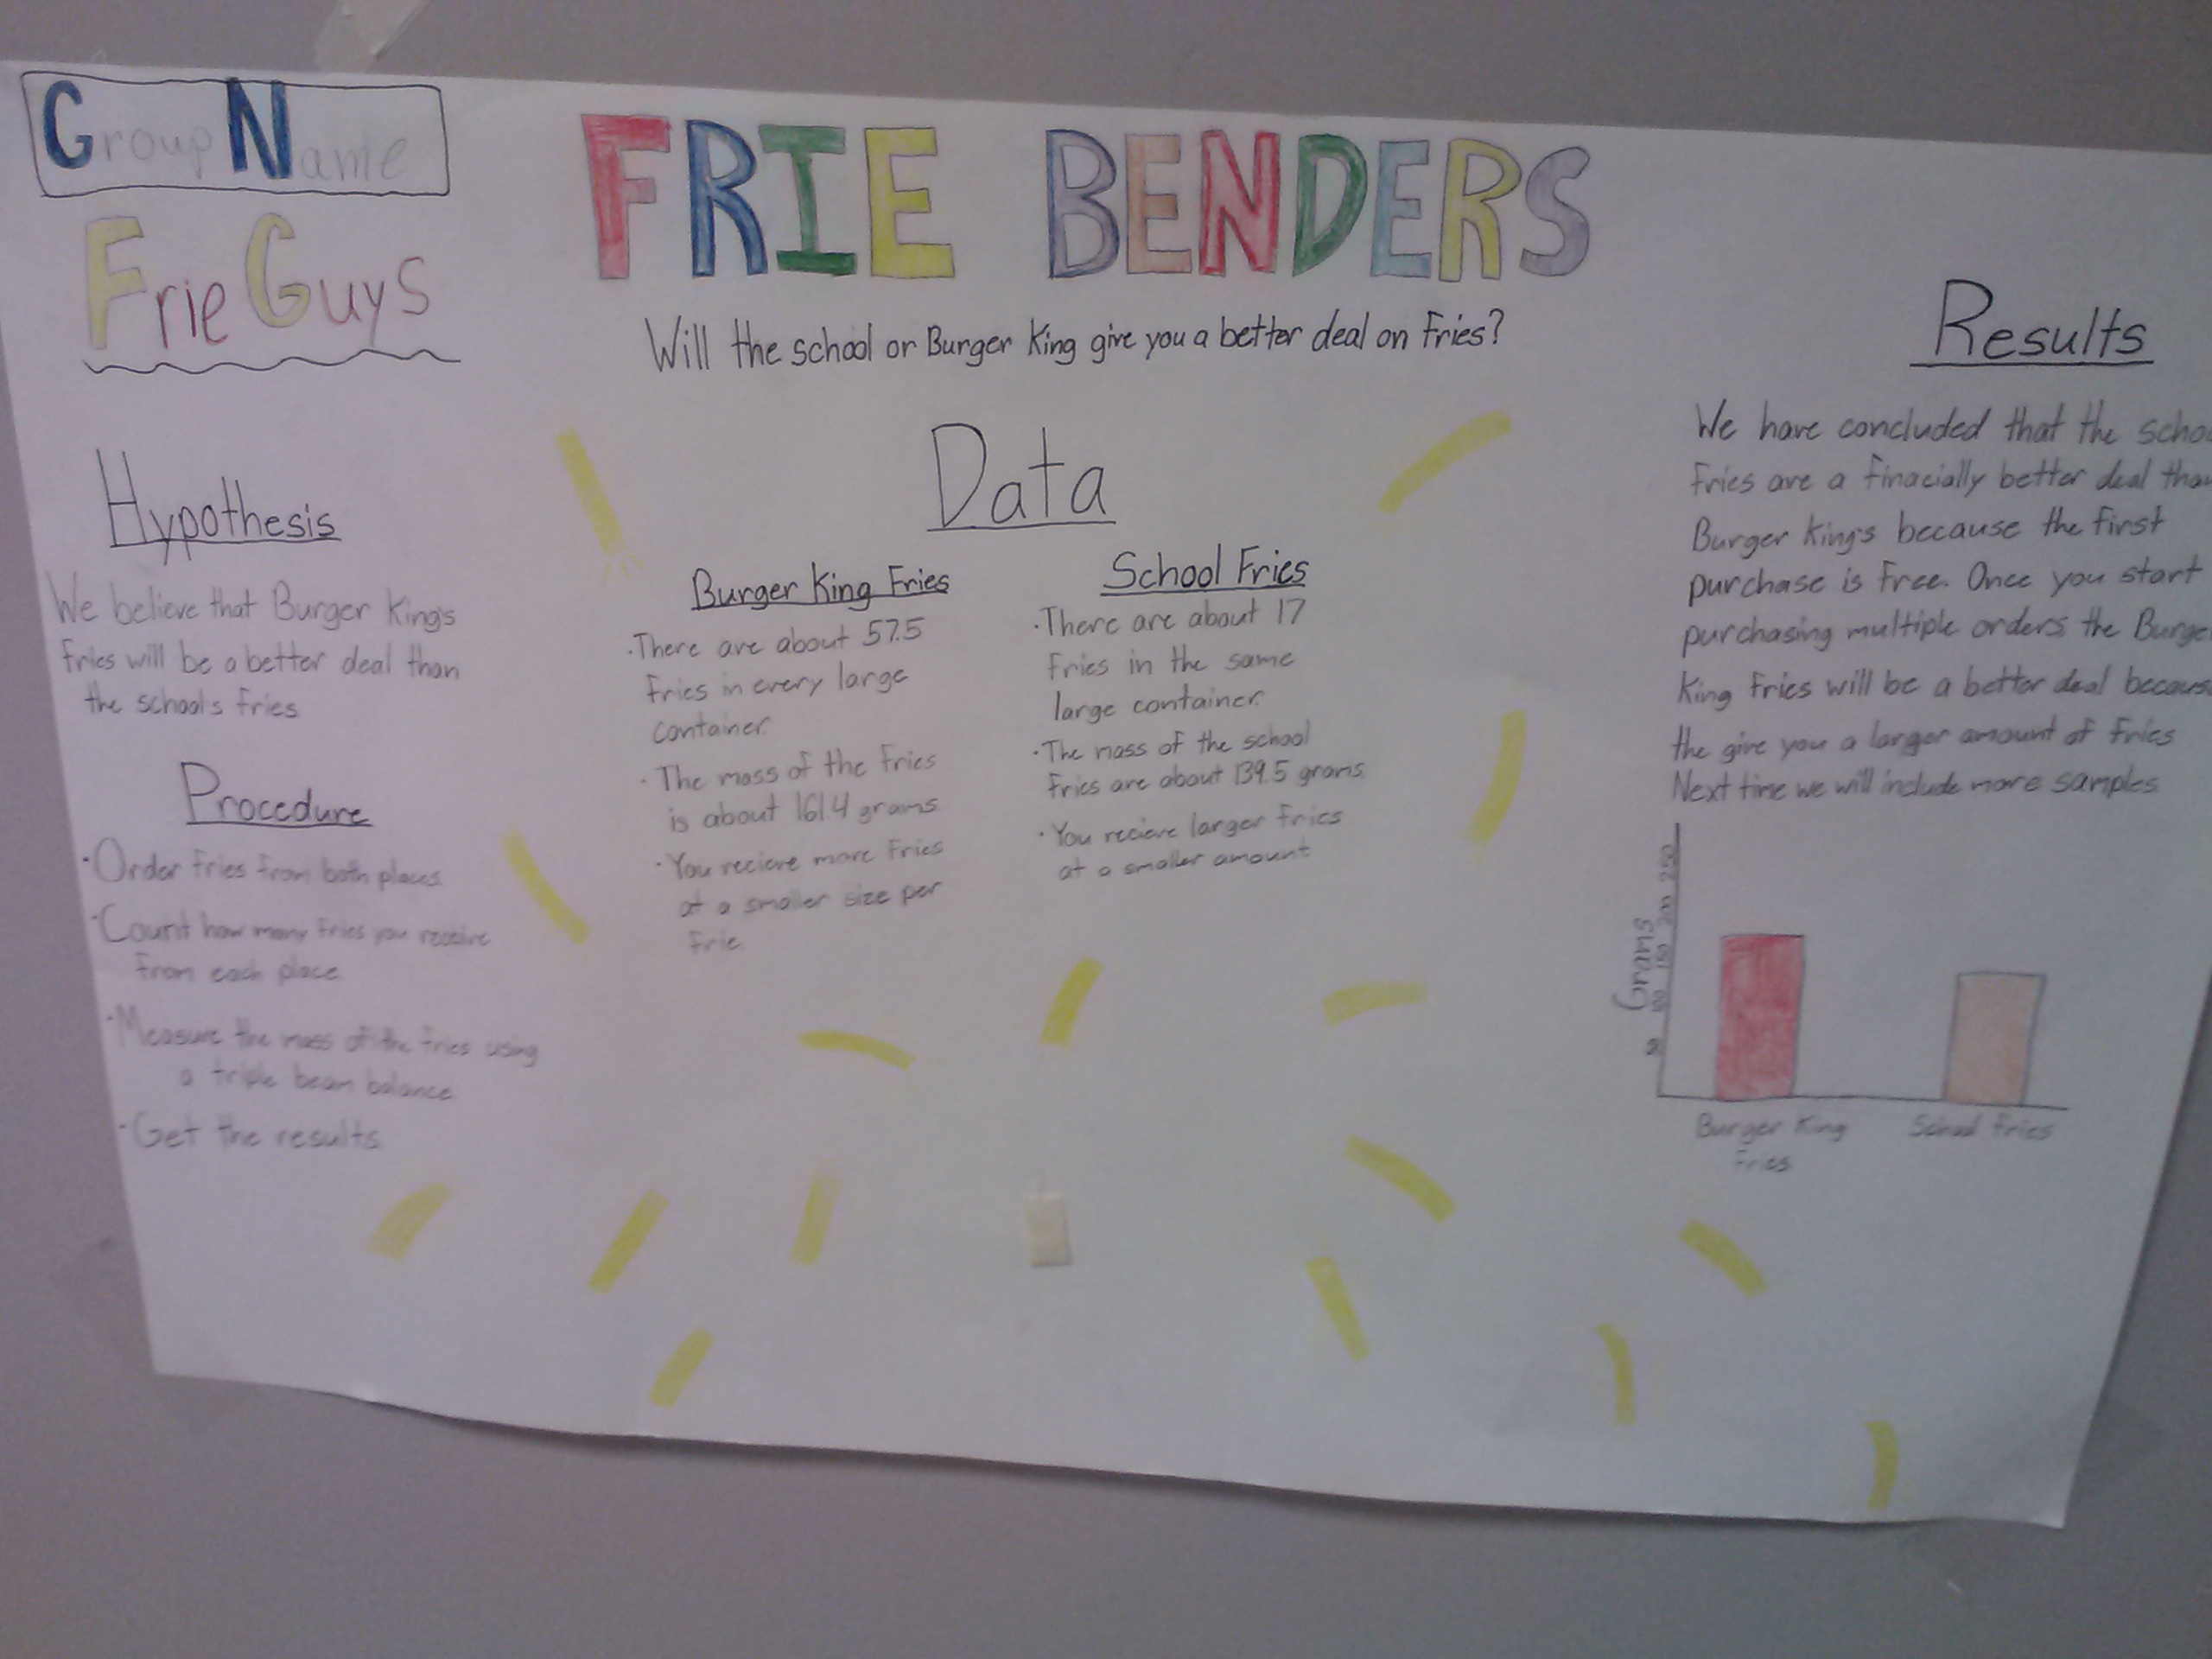 Group Name
Frie Guys
FRIE BENDERS
Will the school or Burger King give you a better deal on Fries?
Hypothesis
We believe that Burger King's
Fries will be a better deal than
the school's fries.
Procedure
·Order fries from both places.
·Count how many fries you receive
from each place.
·Measure the mass of the fries using
a triple beam balance.
·Get the results.
Data
Burger King Fries
·There are about 57.5
Fries in every large
container.
·The mass of the fries
is about 161.4 grams
·You recieve more fries
at a smaller size per
frie.
School Fries
·There are about 17
fries in the same
large container.
·The mass of the school
fries are about 139.5 grams.
·You recieve larger fries
at a smaller amount.
Results
We have concluded that the schoo
fries are a finacially better deal than
Burger King's because the first
purchase is free. Once you start
purchasing multiple orders, the Burge
King fries will be a better deal becaus
the give you a larger amount of fries
Next time we will include more samples.
Grams
250
200
150
100
50
Burger King
Fries
School Fries